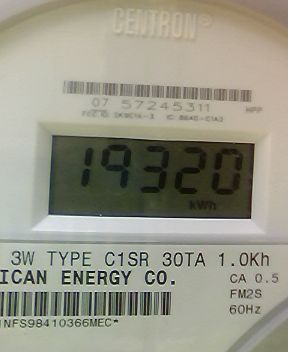 CENTRON®
07 57245311
19320
kWh
3W TYPE C1SR 30TA 1.0Kh
ICAN ENERGY CO.
CA 0.5
FM2S
60Hz
NFS98410366MEC*